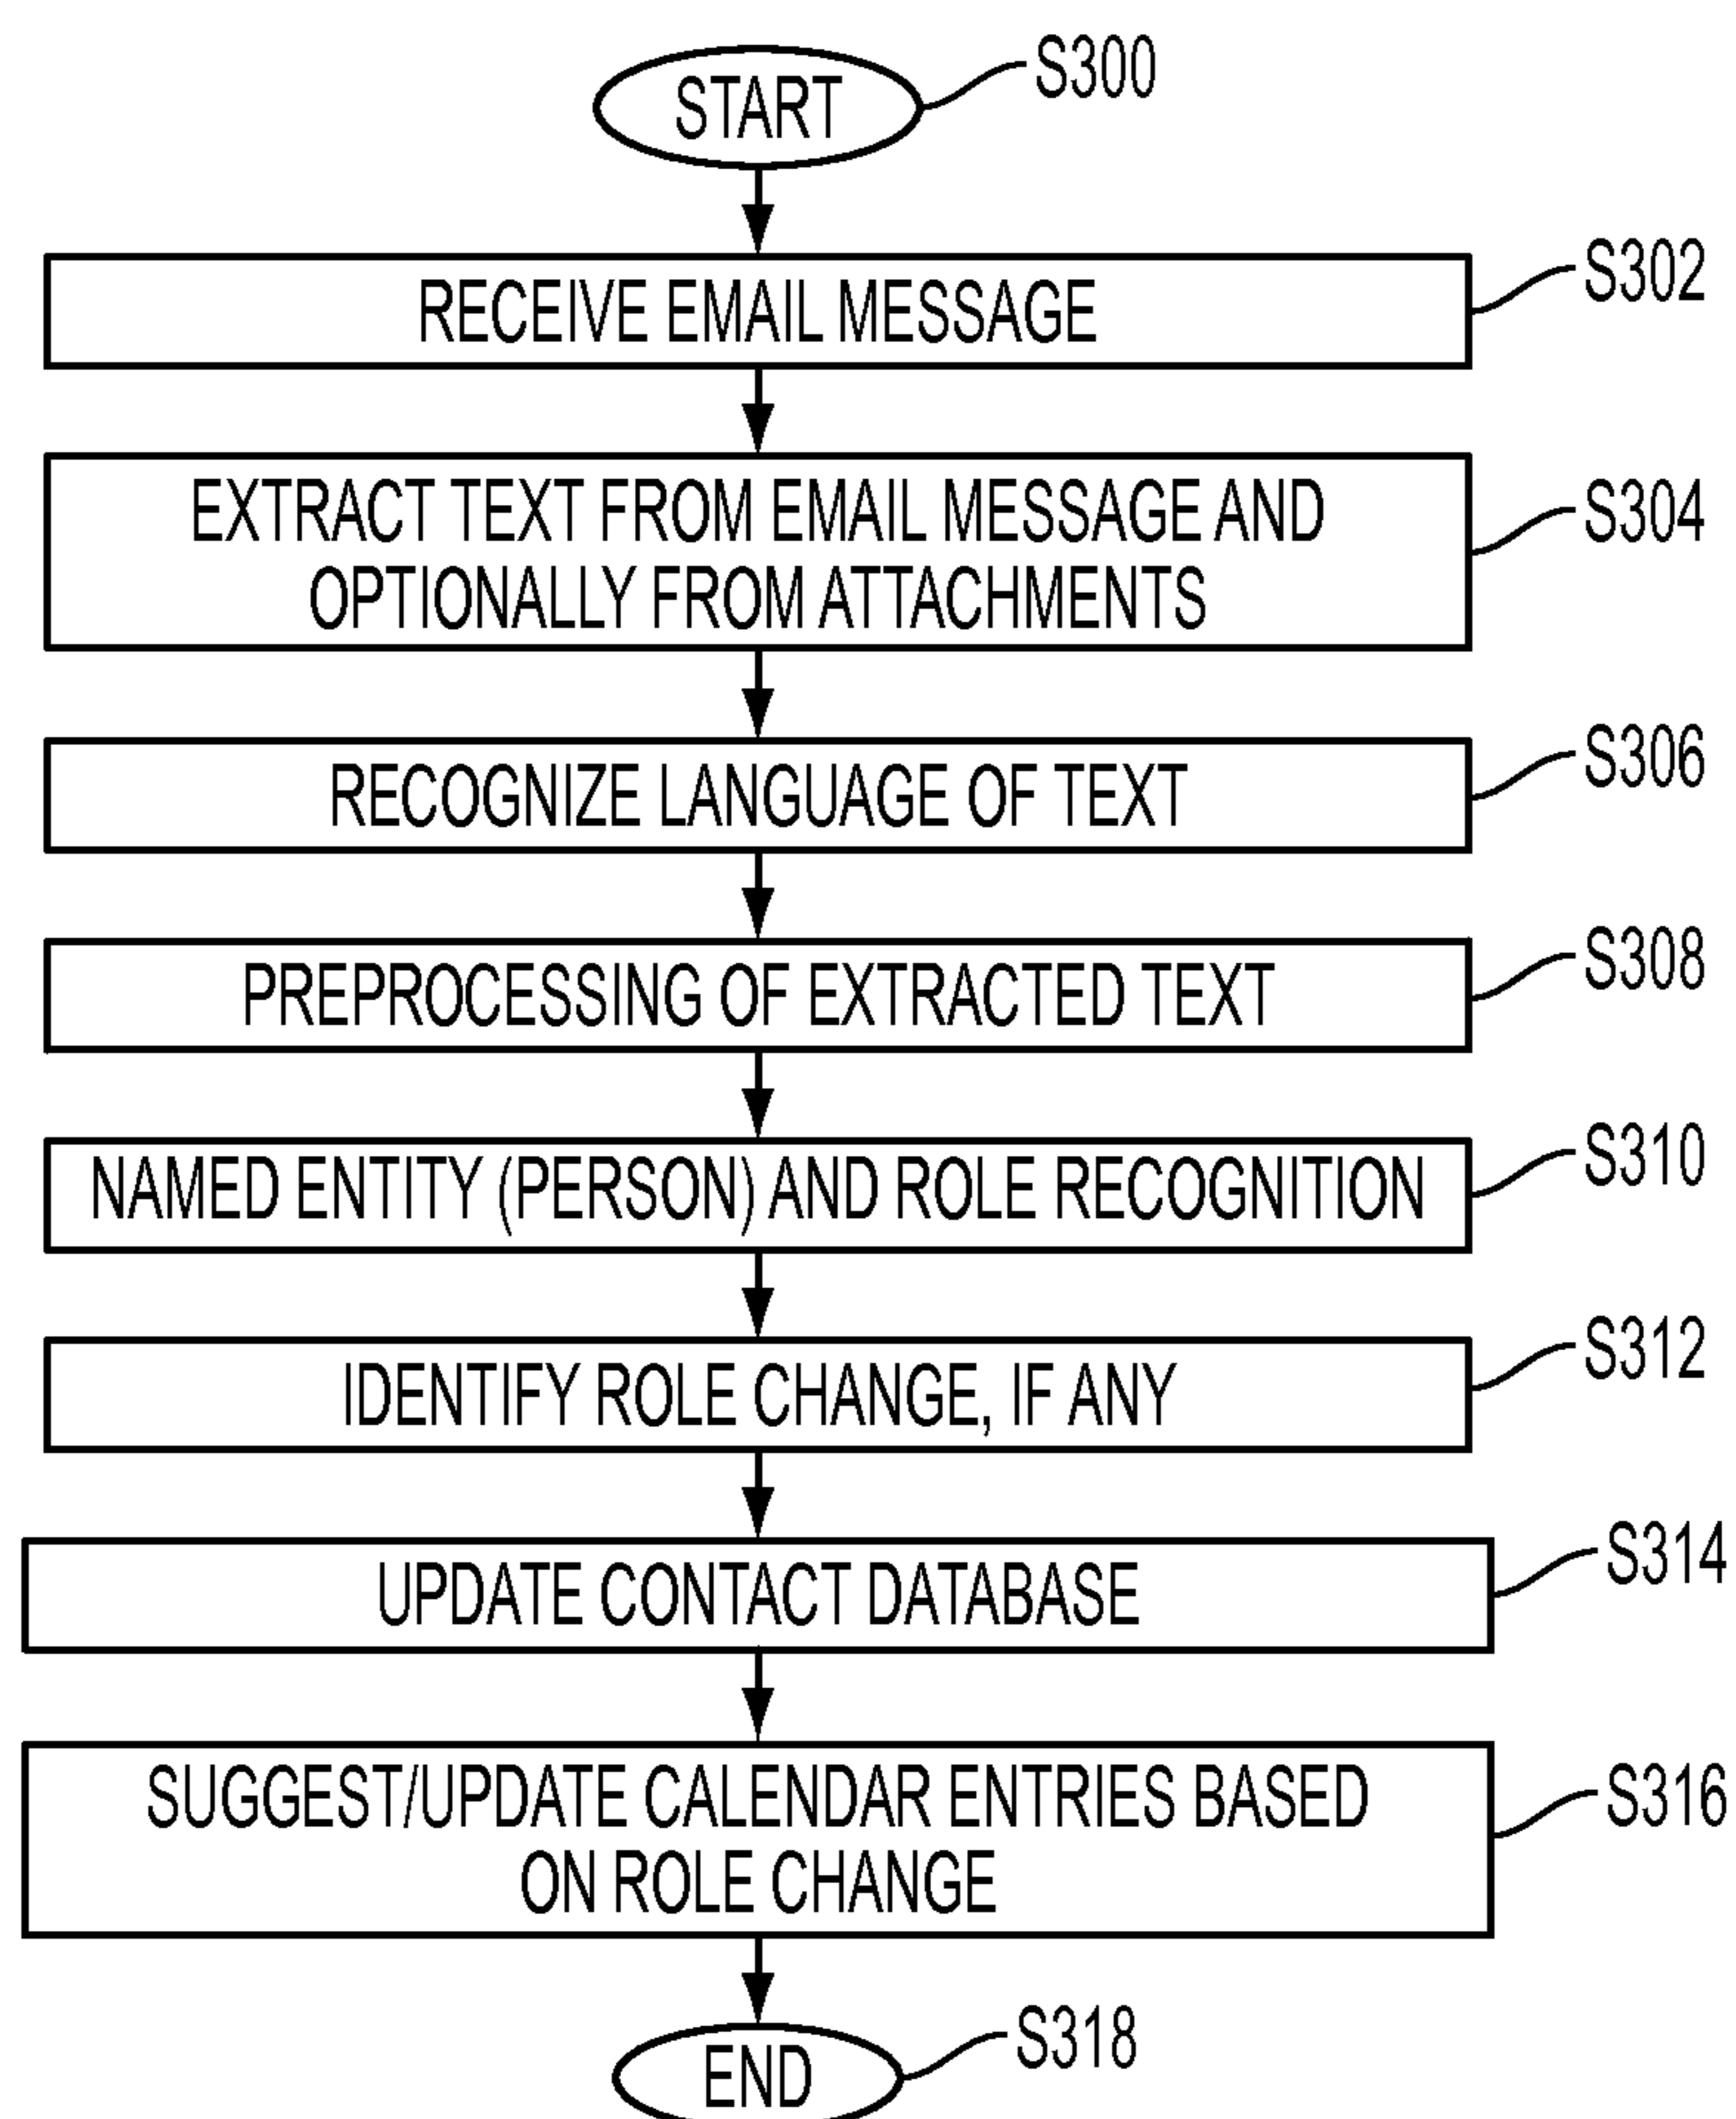 START
S300
RECEIVE EMAIL MESSAGE
S302
EXTRACT TEXT FROM EMAIL MESSAGE AND
OPTIONALLY FROM ATTACHMENTS
S304
RECOGNIZE LANGUAGE OF TEXT
S306
PREPROCESSING OF EXTRACTED TEXT
S308
NAMED ENTITY (PERSON) AND ROLE RECOGNITION
S310
IDENTIFY ROLE CHANGE, IF ANY
S312
UPDATE CONTACT DATABASE
S314
SUGGEST/UPDATE CALENDAR ENTRIES BASED
ON ROLE CHANGE
S316
END
S318